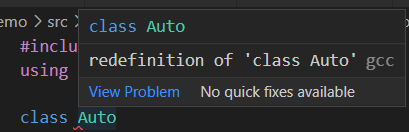 emo > src
class Auto
#inclu
redefinition of 'class Auto' gcc
using
View Problem No quick fixes available
class Auto